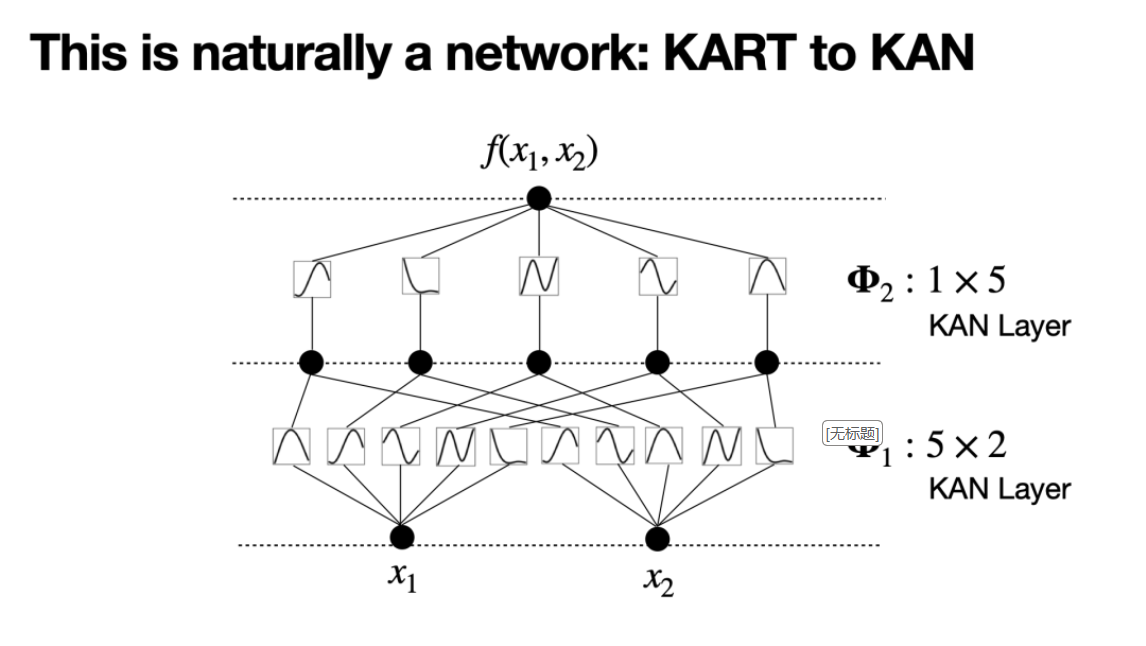 This is naturally a network: KART to KAN
f(x₁, x₂)
Φ₂ : 1 × 5
KAN Layer
[无标题]
Φ₁ : 5 × 2
KAN Layer
x₁
x₂